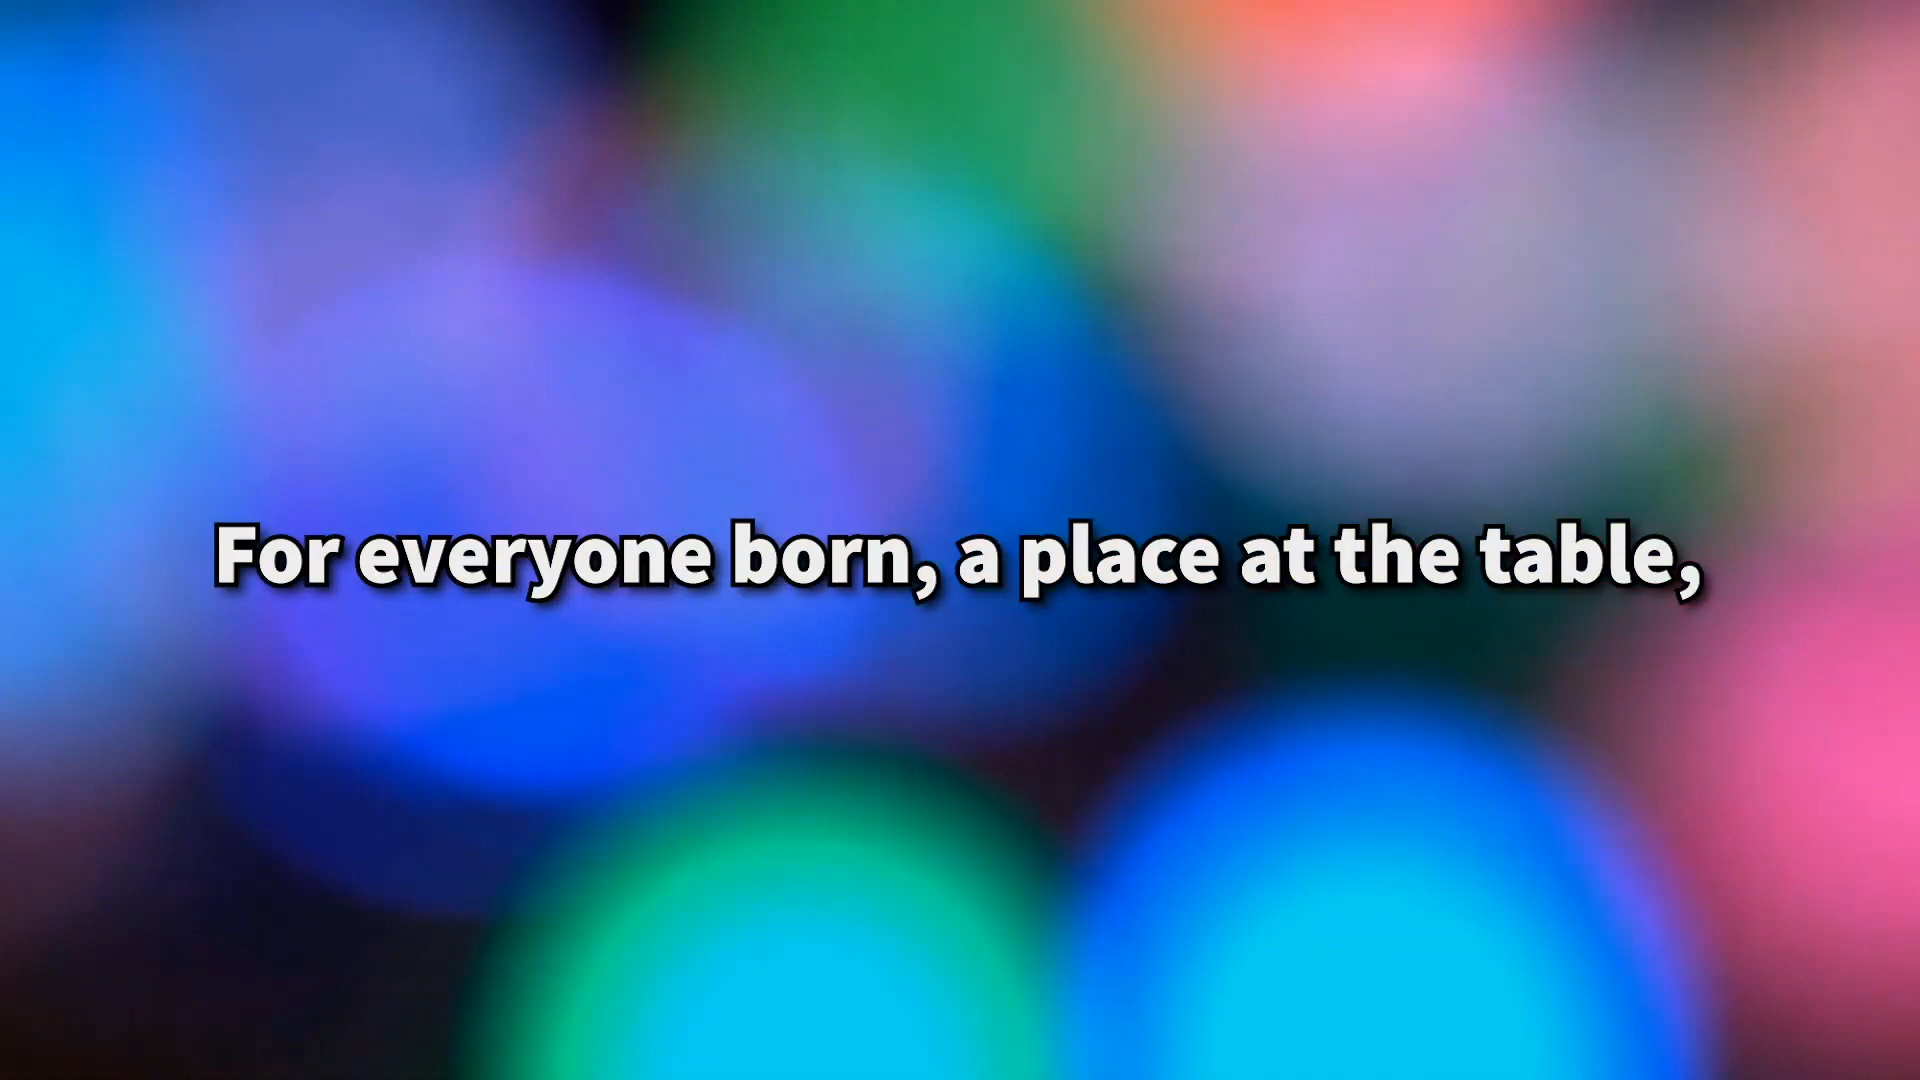 For everyone born, a place at the table,